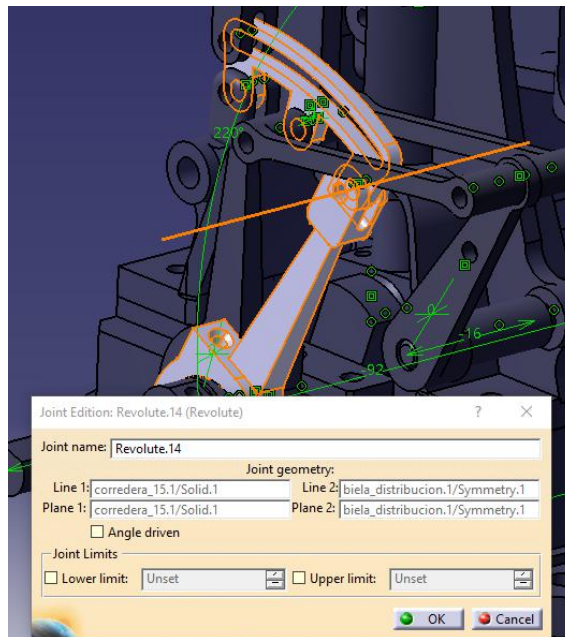 220°
0
-16
-92
Joint Edition: Revolute.14 (Revolute) ? ×
Joint name: Revolute.14
Joint geometry:
Line 1: corredera_15.1/Solid.1 Line 2: biela_distribucion.1/Symmetry.1
Plane 1: corredera_15.1/Solid.1 Plane 2: biela_distribucion.1/Symmetry.1
Angle driven
Joint Limits
Lower limit: Unset Upper limit: Unset
OK Cancel